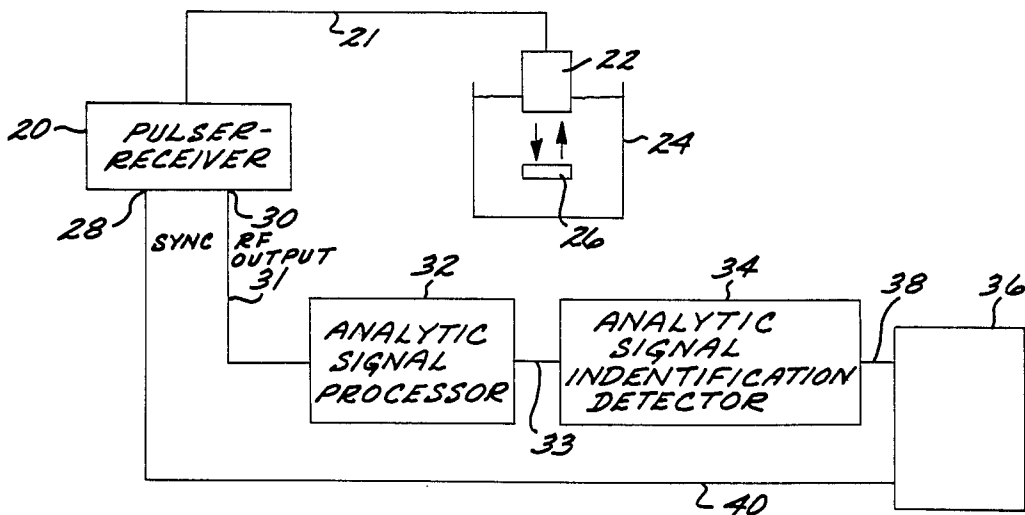 21
22
20
PULSER-
RECEIVER
24
28
30
26
SYNC
RF
OUTPUT
31
32
34
38
36
ANALYTIC
SIGNAL
PROCESSOR
ANALYTIC
SIGNAL
INDENTIFICATION
DETECTOR
33
40